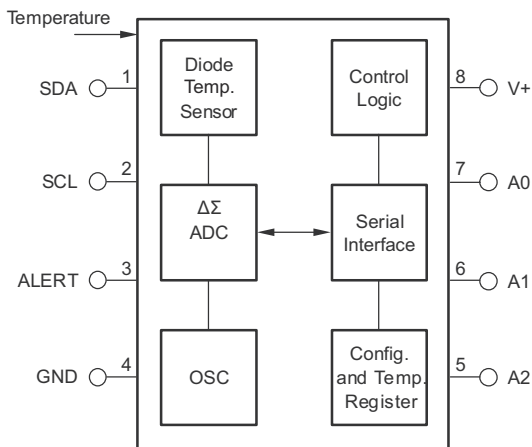 Temperature
SDA
1
Diode
Temp.
Sensor
Control
Logic
8
V+
SCL
2
ΔΣ
ADC
Serial
Interface
7
A0
ALERT
3
6
A1
GND
4
OSC
Config.
and Temp.
Register
5
A2